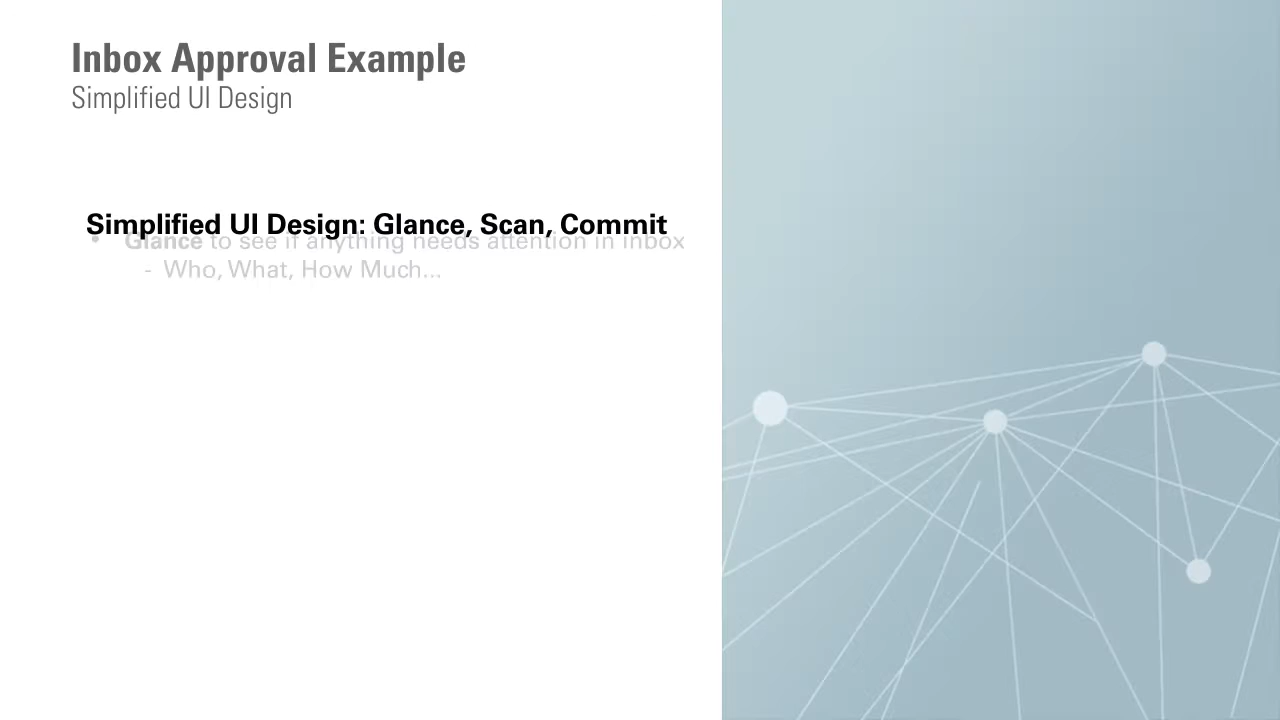 Inbox Approval Example
Simplified UI Design
Simplified UI Design: Glance, Scan, Commit
• Glance to see if anything needs attention in Inbox
- Who, What, How Much...